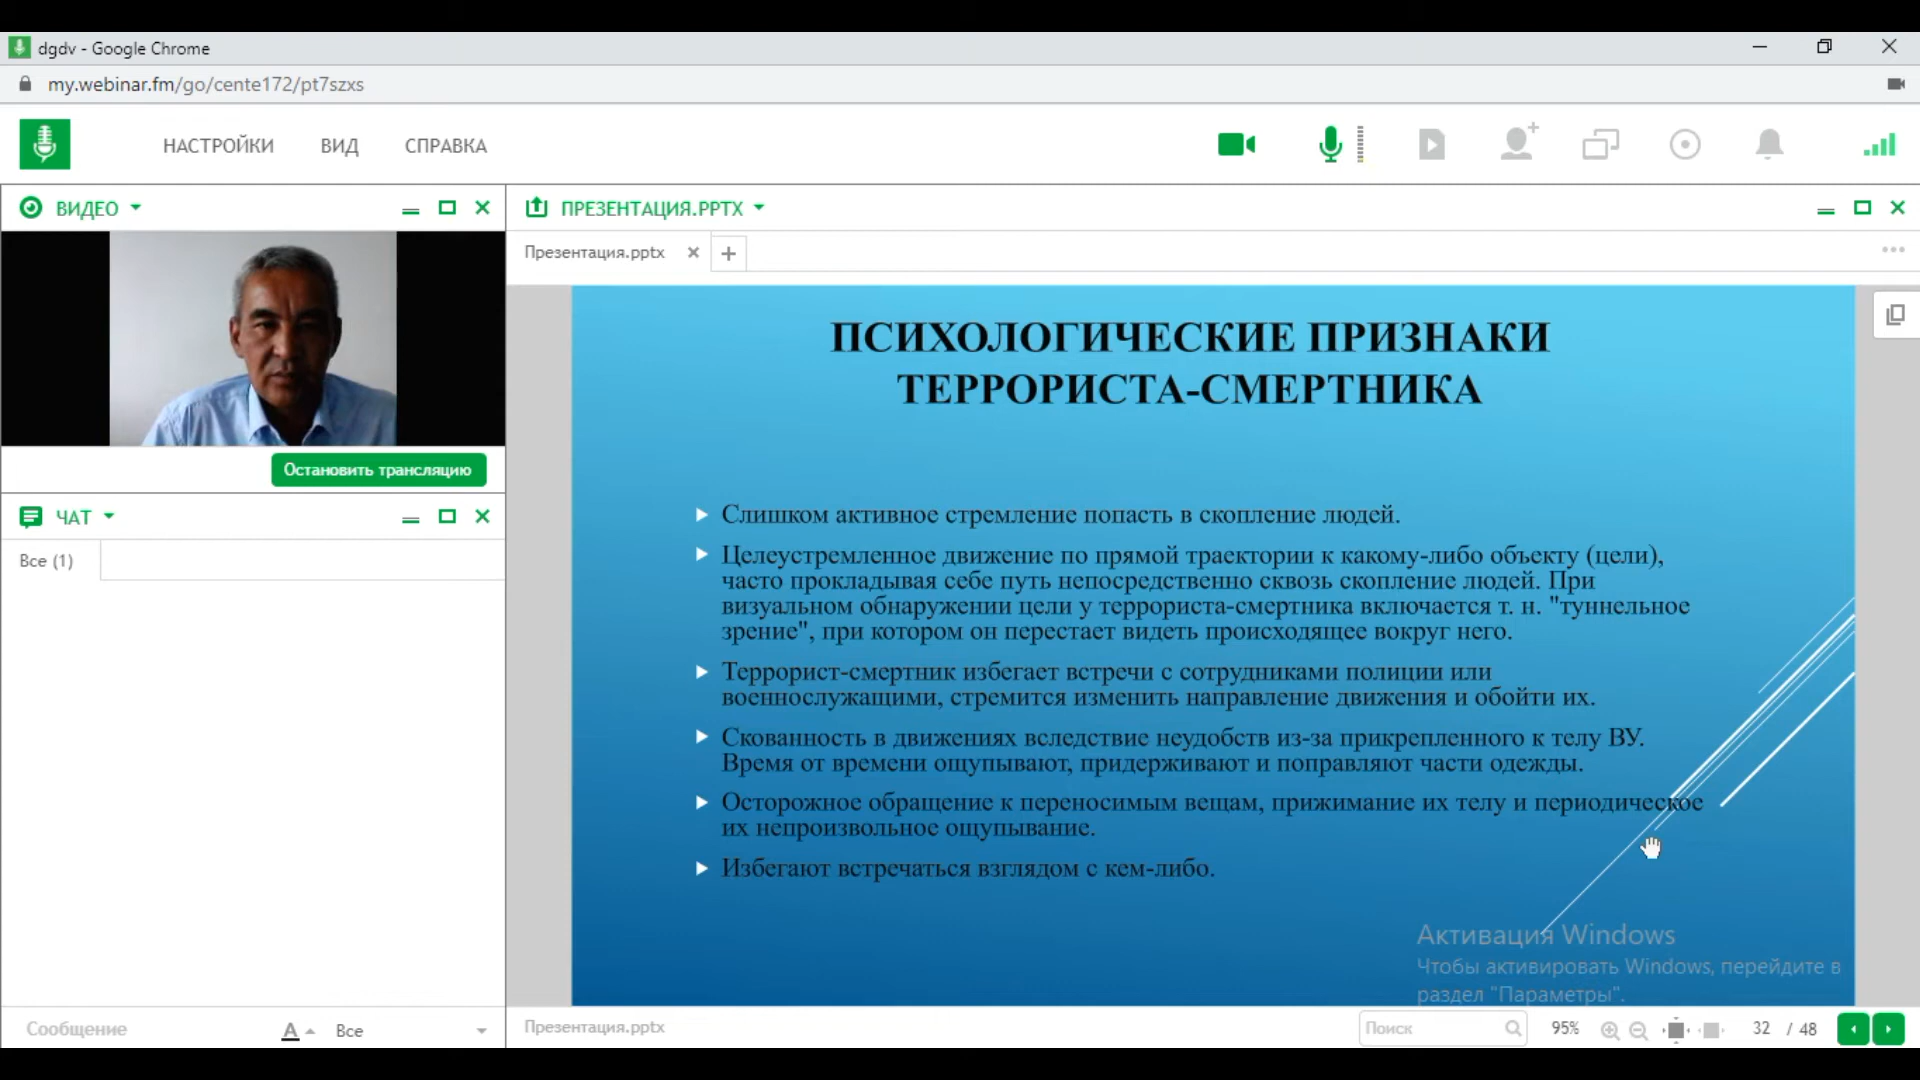 dgdv - Google Chrome
my.webinar.fm/go/cente172/pt7szxs
НАСТРОЙКИ ВИД СПРАВКА
ВИДЕО
Остановить трансляцию
ЧАТ
Все (1)
Сообщение
А
Все
ПРЕЗЕНТАЦИЯ.PPTX
Презентация.pptx
ПСИХОЛОГИЧЕСКИЕ ПРИЗНАКИ
ТЕРРОРИСТА-СМЕРТНИКА
Слишком активное стремление попасть в скопление людей.
Целеустремленное движение по прямой траектории к какому-либо объекту (цели),
часто прокладывая себе путь непосредственно сквозь скопление людей. При
визуальном обнаружении цели у террориста-смертника включается т. н. "туннельное
зрение", при котором он перестает видеть происходящее вокруг него.
Террорист-смертник избегает встречи с сотрудниками полиции или
военнослужащими, стремится изменить направление движения и обойти их.
Скованность в движениях вследствие неудобств из-за прикрепленного к телу ВУ.
Время от времени ощупывают, придерживают и поправляют части одежды.
Осторожное обращение к переносимым вещам, прижимание их телу и периодическое
их непроизвольное ощупывание.
Избегают встречаться взглядом с кем-либо.
Активация Windows
Чтобы активировать Windows, перейдите в
раздел "Параметры".
Презентация.pptx
Поиск
95%
32 / 48